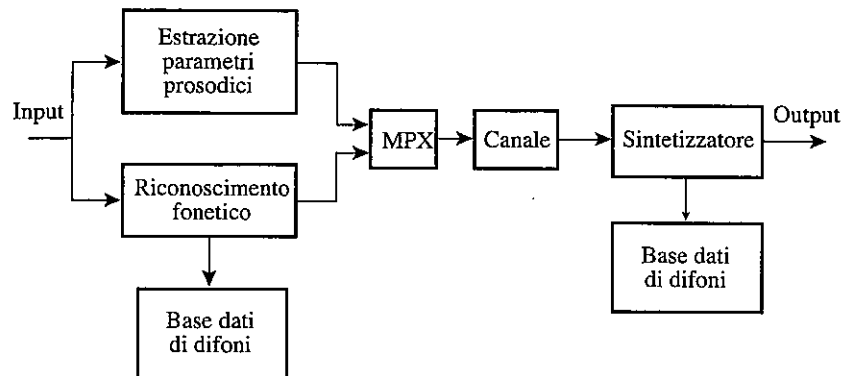 Estrazione
parametri
prosodici
Input
MPX
Canale
Sintetizzatore
Output
Riconoscimento
fonetico
Base dati
di difoni
Base dati
di difoni